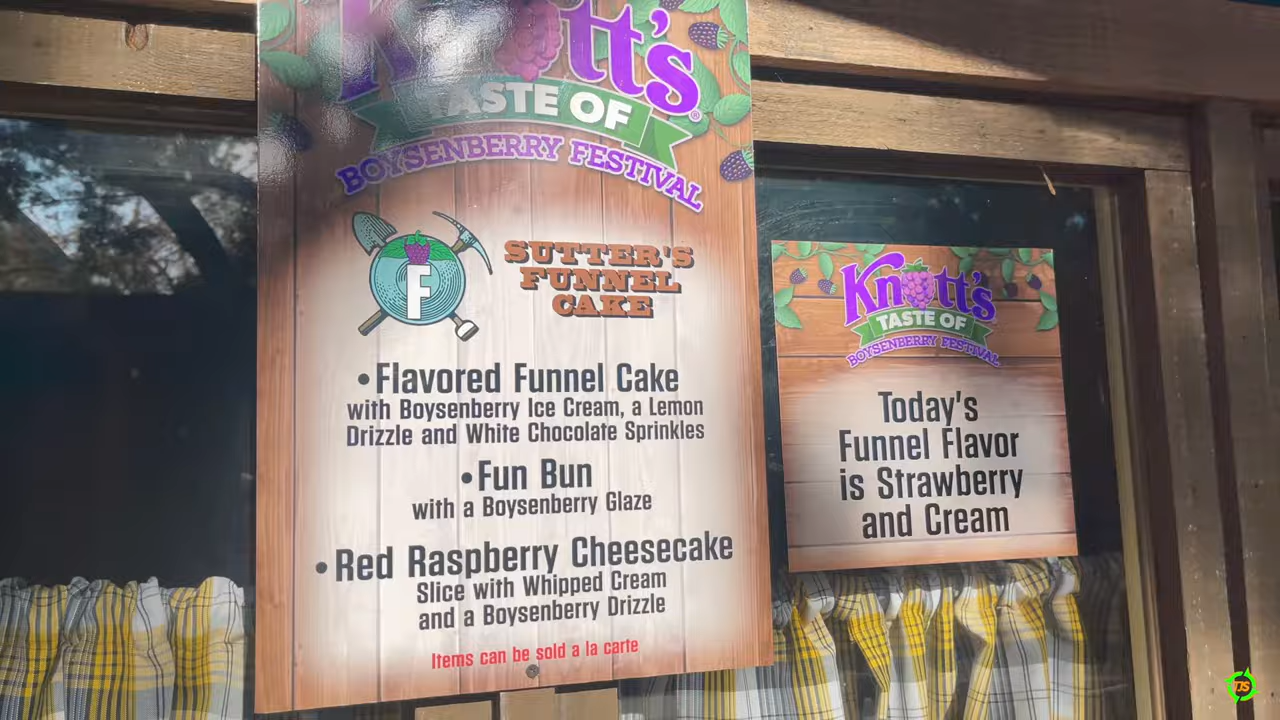 Knott's®
TASTE OF
BOYSENBERRY FESTIVAL
F
SUTTER'S
FUNNEL
CAKE
•Flavored Funnel Cake
with Boysenberry Ice Cream, a Lemon
Drizzle and White Chocolate Sprinkles
•Fun Bun
with a Boysenberry Glaze
•Red Raspberry Cheesecake
Slice with Whipped Cream
and a Boysenberry Drizzle
Items can be sold a la carte
Knott's
TASTE OF
BOYSENBERRY FESTIVAL
Today's
Funnel Flavor
is Strawberry
and Cream
TJS